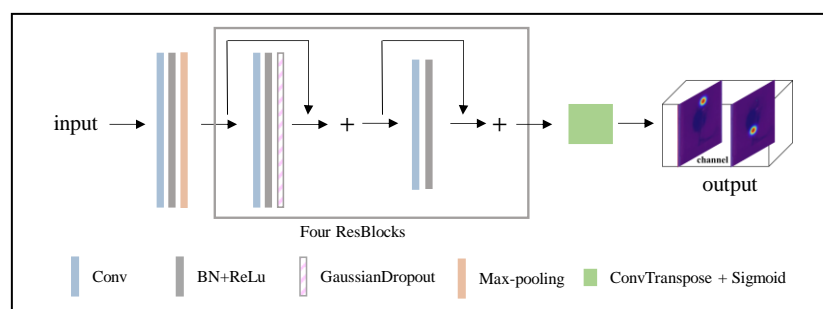 input
+
+
channel
output
Four ResBlocks
Conv
BN+ReLu
GaussianDropout
Max-pooling
ConvTranspose + Sigmoid